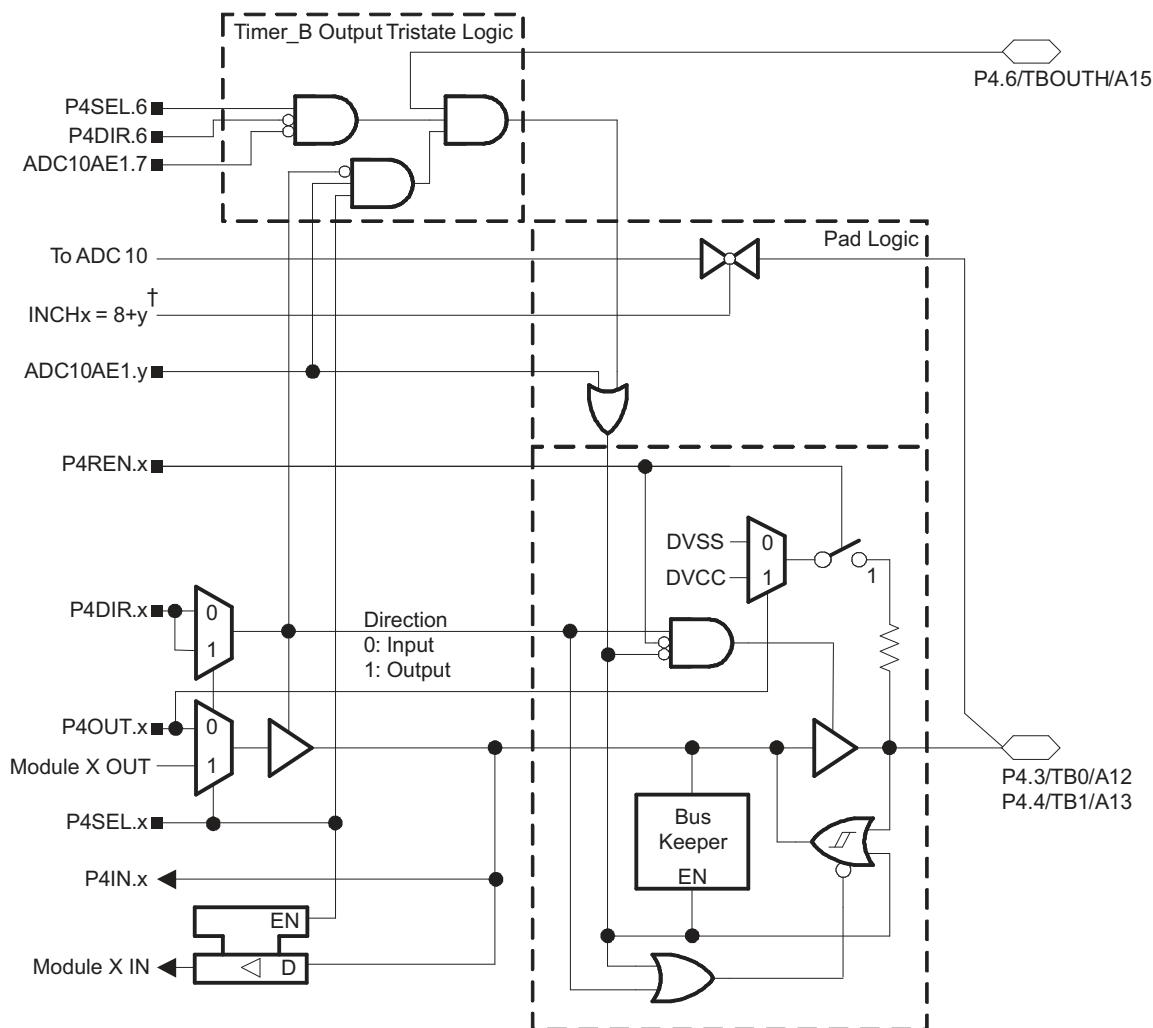 Timer_B Output Tristate Logic
P4.6/TBOUTH/A15
P4SEL.6
P4DIR.6
ADC10AE1.7
Pad Logic
To ADC 10
INCHx = 8+y†
ADC10AE1.y
P4REN.x
DVSS
0
DVCC
1
1
P4DIR.x
0
1
Direction
0: Input
1: Output
P4OUT.x
0
Module X OUT
1
P4.3/TB0/A12
P4.4/TB1/A13
P4SEL.x
Bus
Keeper
EN
P4IN.x
EN
Module X IN
D